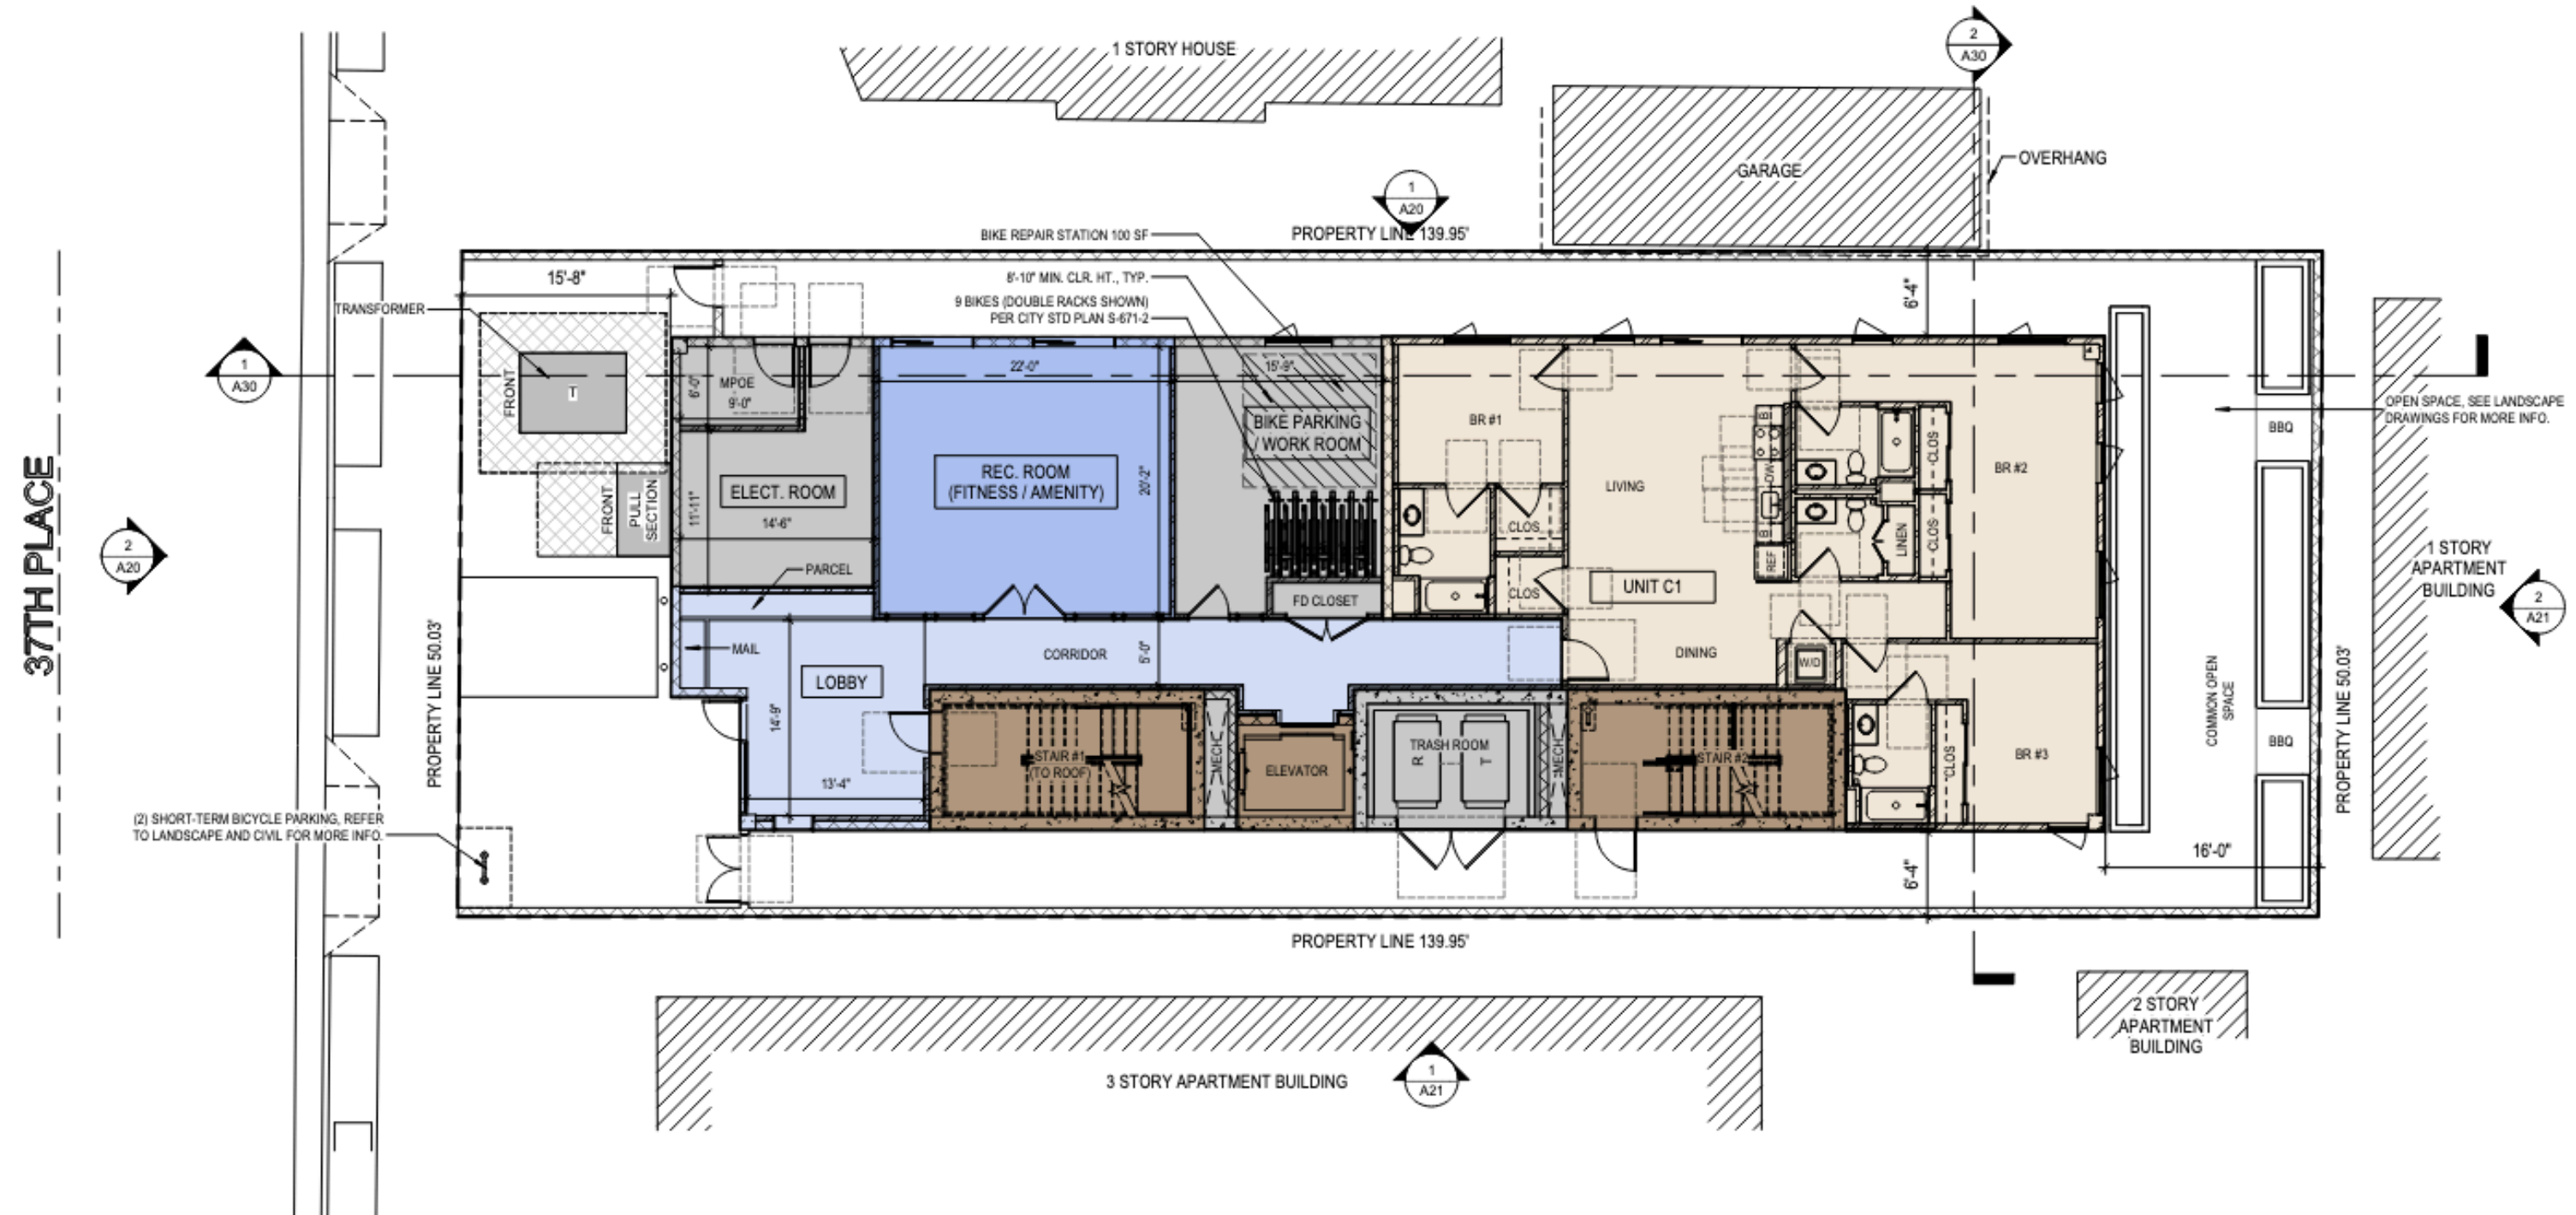 1 STORY HOUSE
2
A30
GARAGE
OVERHANG
1
A20
PROPERTY LINE 139.95'
BIKE REPAIR STATION 100 SF
8'-10" MIN. CLR. HT., TYP.
9 BIKES (DOUBLE RACKS SHOWN)
PER CITY STD PLAN S-671-2
15'-8"
TRANSFORMER
6'-4"
1
A30
FRONT
T
MPOE
6'-0"
9'-0"
22'-0"
15'-9"
BR #1
BIKE PARKING
/ WORK ROOM
OPEN SPACE, SEE LANDSCAPE
DRAWINGS FOR MORE INFO.
BBQ
CLOS
BR #2
REC. ROOM
(FITNESS / AMENITY)
20'-2"
ELECT. ROOM
14'-6"
11'-11"
LIVING
DW
B
B
REF
FRONT
PULL
SECTION
CLOS
CLOS
LINEN
37TH PLACE
2
A20
PARCEL
FD CLOSET
CLOS
UNIT C1
1 STORY
APARTMENT
BUILDING
2
A21
PROPERTY LINE 50.03'
MAIL
LOBBY
CORRIDOR
5'-0"
DINING
W/D
COMMON OPEN
SPACE
PROPERTY LINE 50.03'
14'-9"
13'-4"
STAIR #1
(TO ROOF)
MECH
ELEVATOR
TRASH ROOM
R
T
MECH
STAIR #2
CLOS
BR #3
BBQ
(2) SHORT-TERM BICYCLE PARKING, REFER
TO LANDSCAPE AND CIVIL FOR MORE INFO.
6'-4"
16'-0"
PROPERTY LINE 139.95'
2 STORY
APARTMENT
BUILDING
3 STORY APARTMENT BUILDING
1
A21